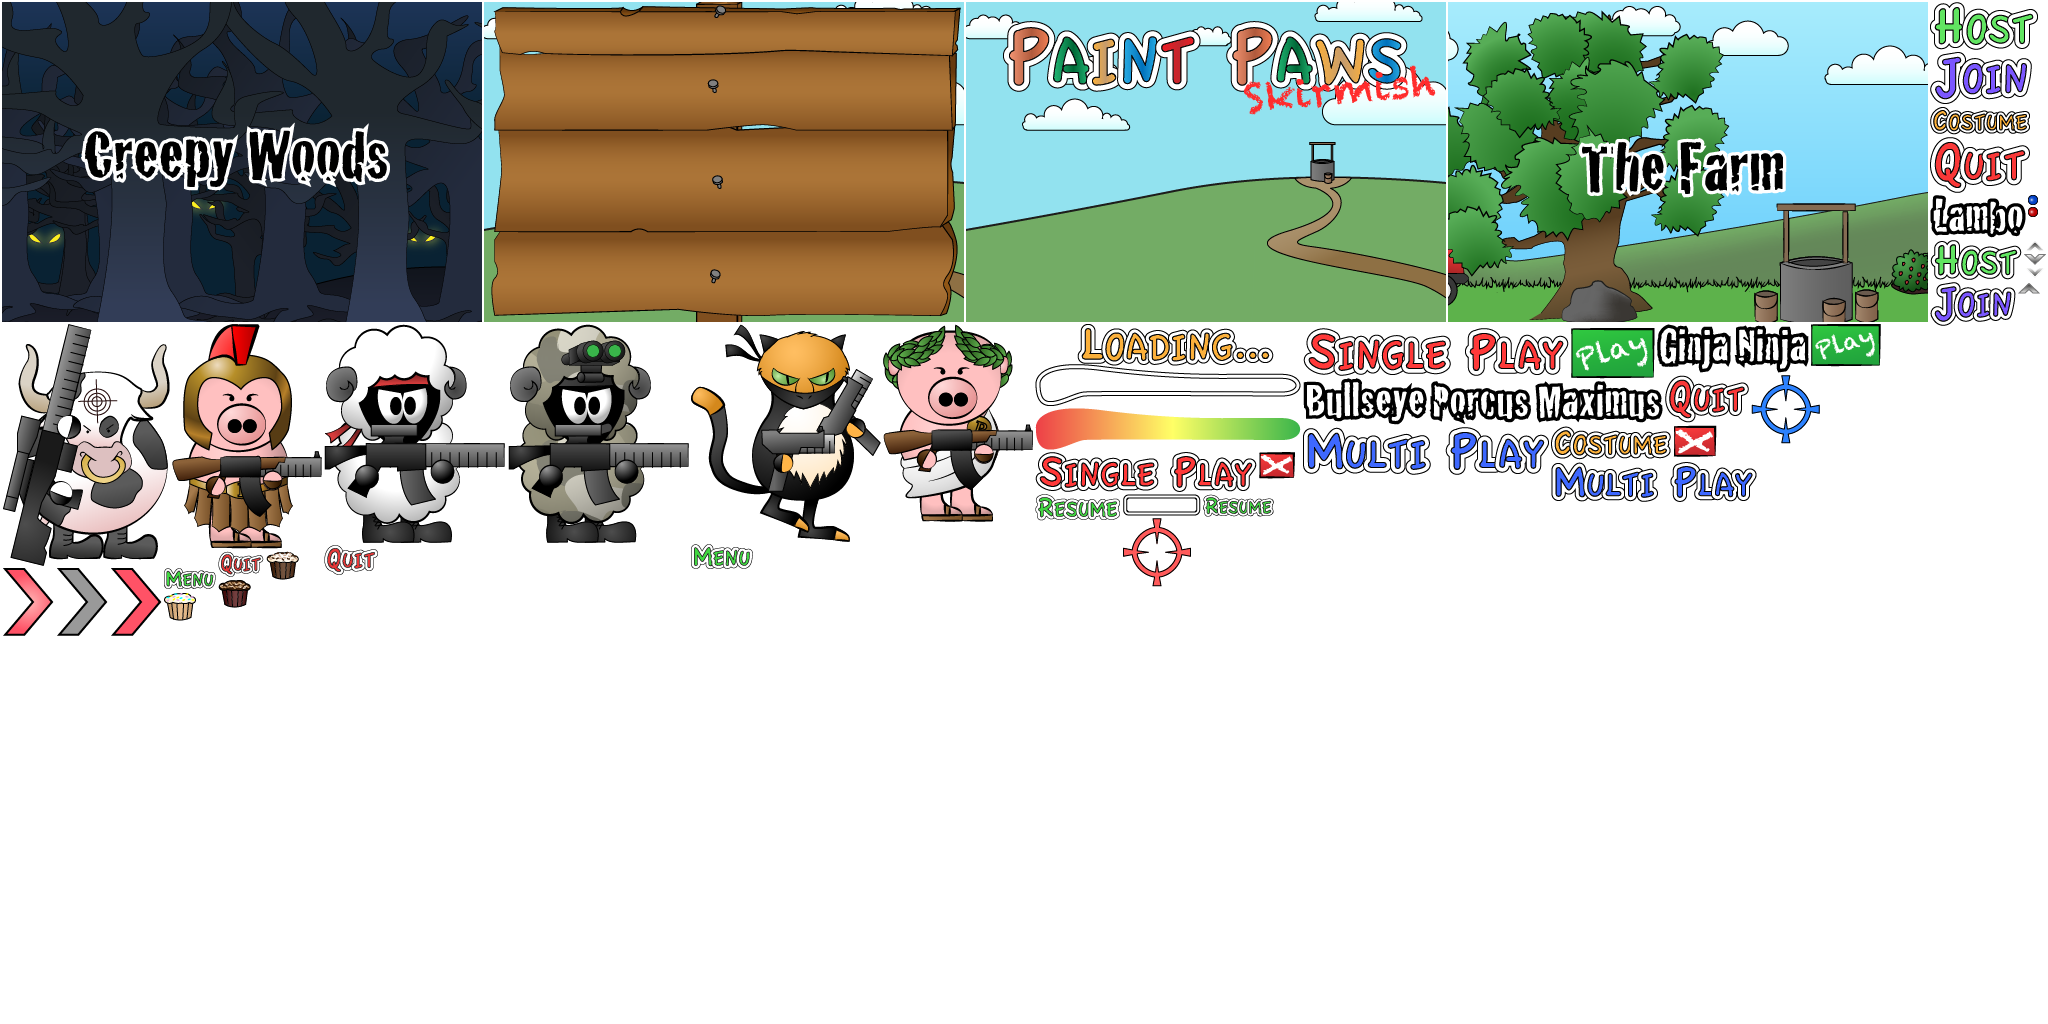 Creepy Woods
PAINT PAWS
Skirmish
The Farm
HOST
JOIN
COSTUME
QUIT
Lambo
HOST
JOIN
LOADING...
SINGLE PLAY
RESUME
RESUME
SINGLE PLAY
PLAY
Ginja Ninja
PLAY
Bullseye
Porcus Maximus
QUIT
MULTI PLAY
COSTUME
MULTI PLAY
MENU
QUIT
QUIT
MENU